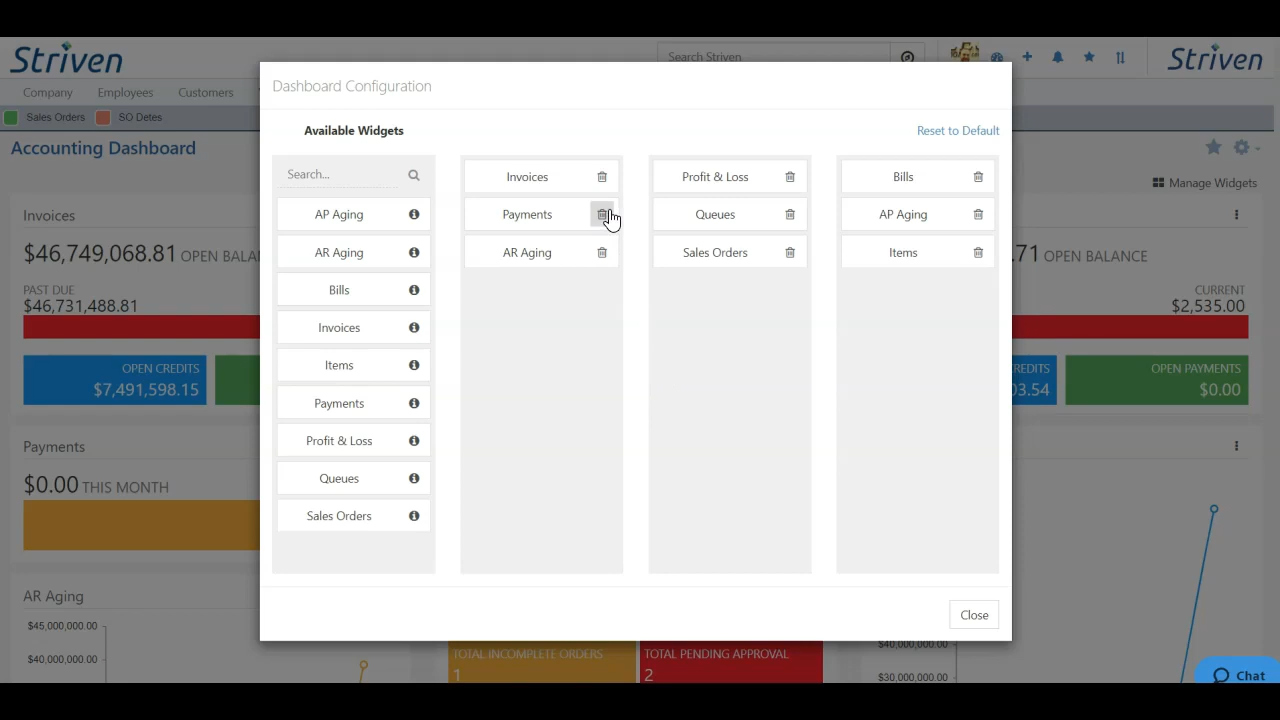 Striven
Search Striven
Striven
Company
Employees
Customers
Sales Orders
SO Detes
Accounting Dashboard
Manage Widgets
Dashboard Configuration
Available Widgets
Reset to Default
Search...
AP Aging
AR Aging
Bills
Invoices
Items
Payments
Profit & Loss
Queues
Sales Orders
Invoices
Payments
AR Aging
Profit & Loss
Queues
Sales Orders
Bills
AP Aging
Items
Close
Invoices
$46,749,068.81 OPEN BALA
PAST DUE
$46,731,488.81
OPEN CREDITS
$7,491,598.15
.71 OPEN BALANCE
CURRENT
$2,535.00
REDITS
03.54
OPEN PAYMENTS
$0.00
Payments
$0.00 THIS MONTH
AR Aging
$45,000,000.00
$40,000,000.00
TOTAL INCOMPLETE ORDERS
1
TOTAL PENDING APPROVAL
2
$40,000,000.00
$30,000,000.00
Chat